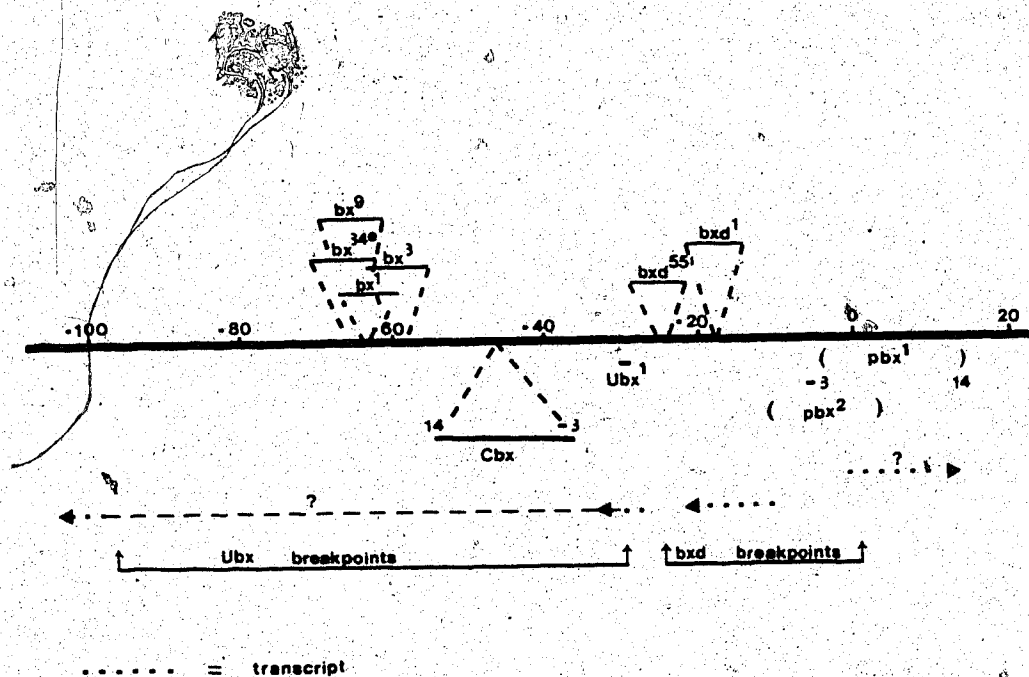 bx9
bx34e
bx3
bx1
bxd1
bxd55i
-100 -80 -60 -40 -20 0 20
Ubx1
( pbx1 )
-3 14
( pbx2 )
14 -3
Cbx
?
?
Ubx breakpoints
bxd breakpoints
...... = transcript